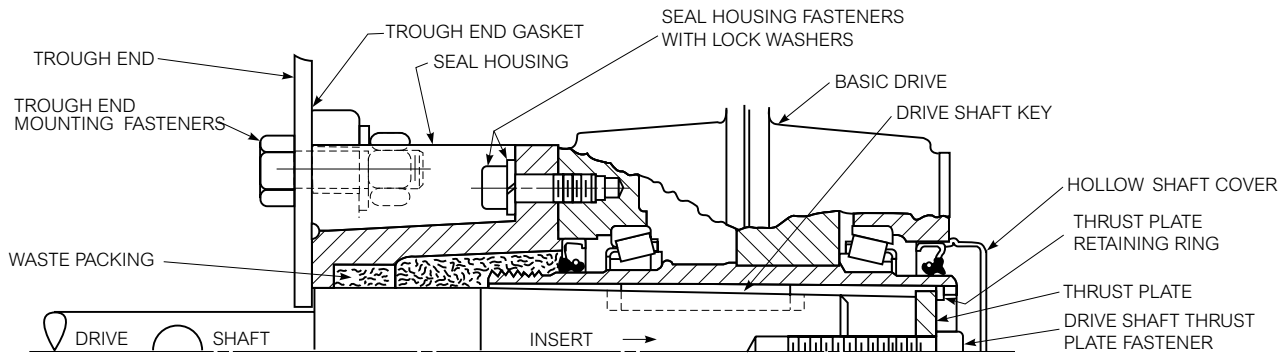 SEAL HOUSING FASTENERS
WITH LOCK WASHERS
TROUGH END GASKET
TROUGH END
SEAL HOUSING
BASIC DRIVE
TROUGH END
MOUNTING FASTENERS
DRIVE SHAFT KEY
HOLLOW SHAFT COVER
THRUST PLATE
RETAINING RING
WASTE PACKING
THRUST PLATE
DRIVE SHAFT THRUST
PLATE FASTENER
DRIVE SHAFT INSERT